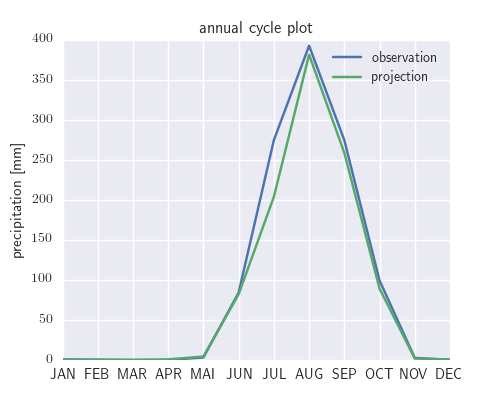 annual cycle plot
400
350
300
250
200
150
100
50
0
precipitation [mm]
observation
projection
JAN FEB MAR APR MAI JUN JUL AUG SEP OCT NOV DEC